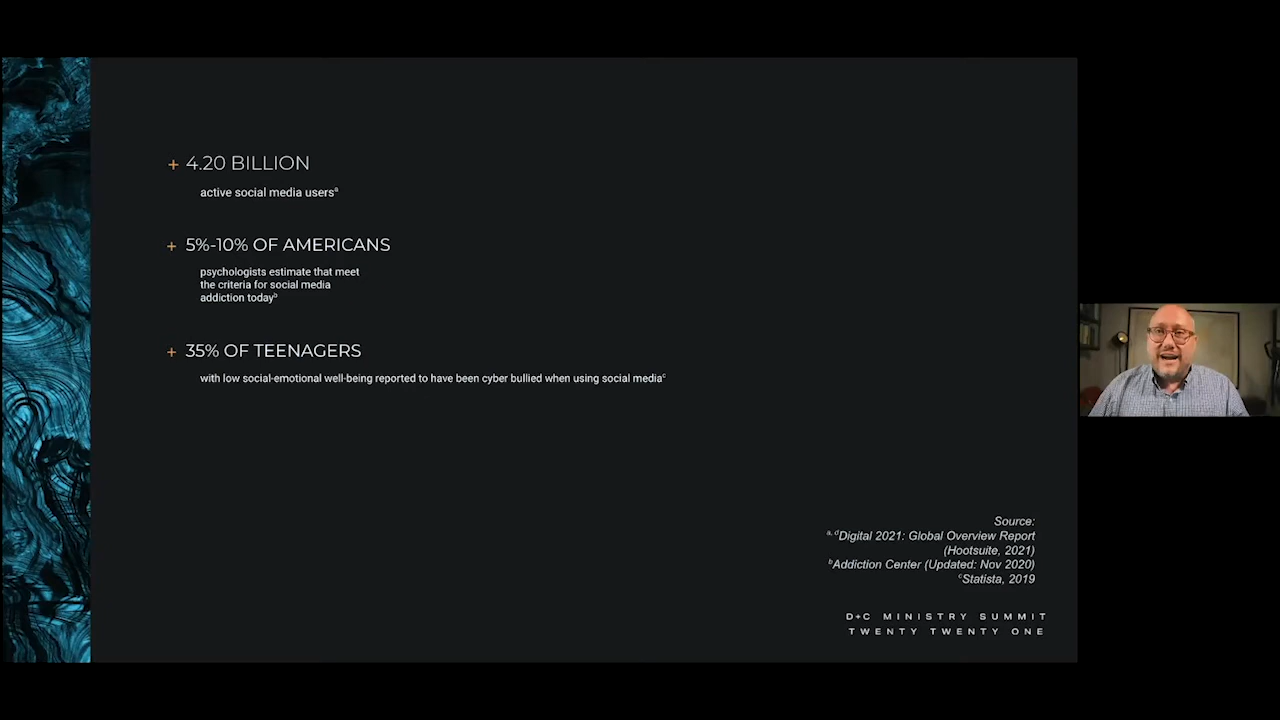 + 4.20 BILLION
active social media usersᵃ
+ 5%-10% OF AMERICANS
psychologists estimate that meet
the criteria for social media
addiction todayᵇ
+ 35% OF TEENAGERS
with low social-emotional well-being reported to have been cyber bullied when using social mediaᶜ
Source:
ᵃ, ᵈDigital 2021: Global Overview Report
(Hootsuite, 2021)
ᵇAddiction Center (Updated: Nov 2020)
ᶜStatista, 2019
D+C MINISTRY SUMMIT
TWENTY TWENTY ONE